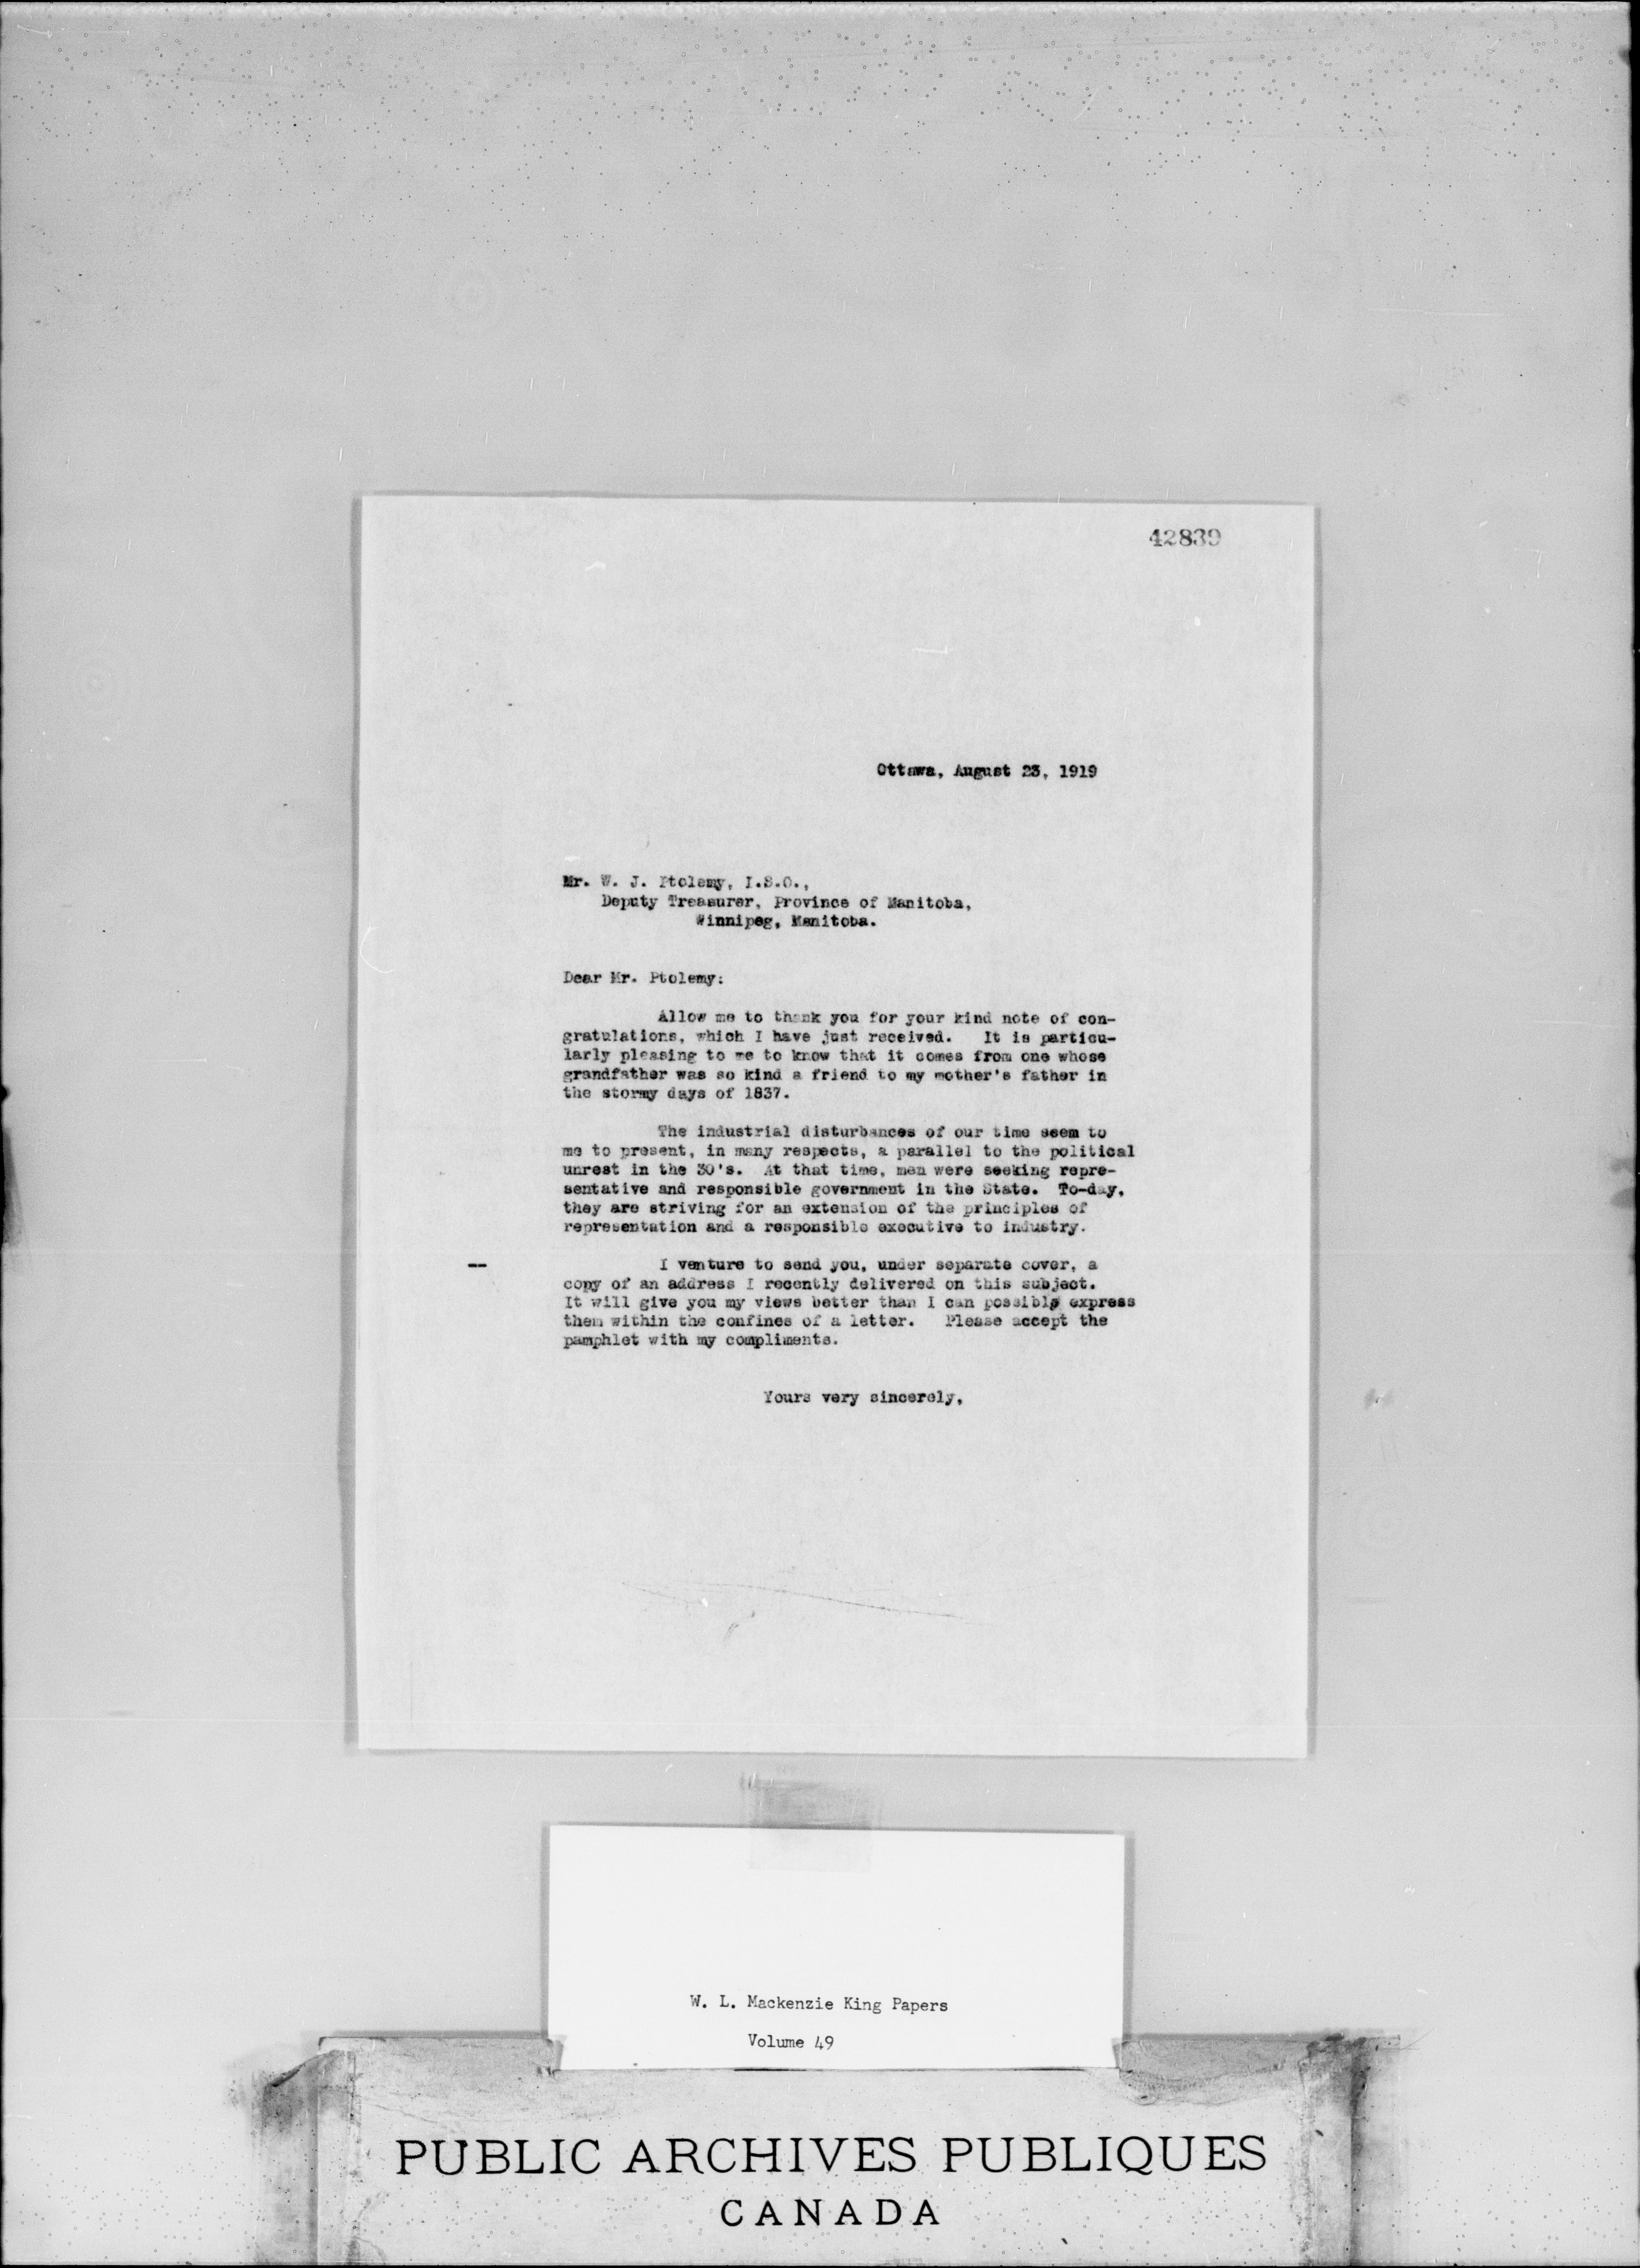 42839
Ottawa, August 23, 1919
Mr. W. J. Ptolemy, I.S.O.,
Deputy Treasurer, Province of Manitoba,
Winnipeg, Manitoba.
Dear Mr. Ptolemy:
Allow me to thank you for your kind note of con-
gratulations, which I have just received. It is particu-
larly pleasing to me to know that it comes from one whose
grandfather was so kind a friend to my mother's father in
the stormy days of 1837.
The industrial disturbances of our time seem to
me to present, in many respects, a parallel to the political
unrest in the 30's. At that time, men were seeking repre-
sentative and responsible government in the State. To-day,
they are striving for an extension of the principles of
representation and a responsible executive to industry.
-- I venture to send you, under separate cover, a
copy of an address I recently delivered on this subject.
It will give you my views better than I can possibly express
them within the confines of a letter. Please accept the
pamphlet with my compliments.
Yours very sincerely,
W. L. Mackenzie King Papers
Volume 49
PUBLIC ARCHIVES PUBLIQUES
CANADA